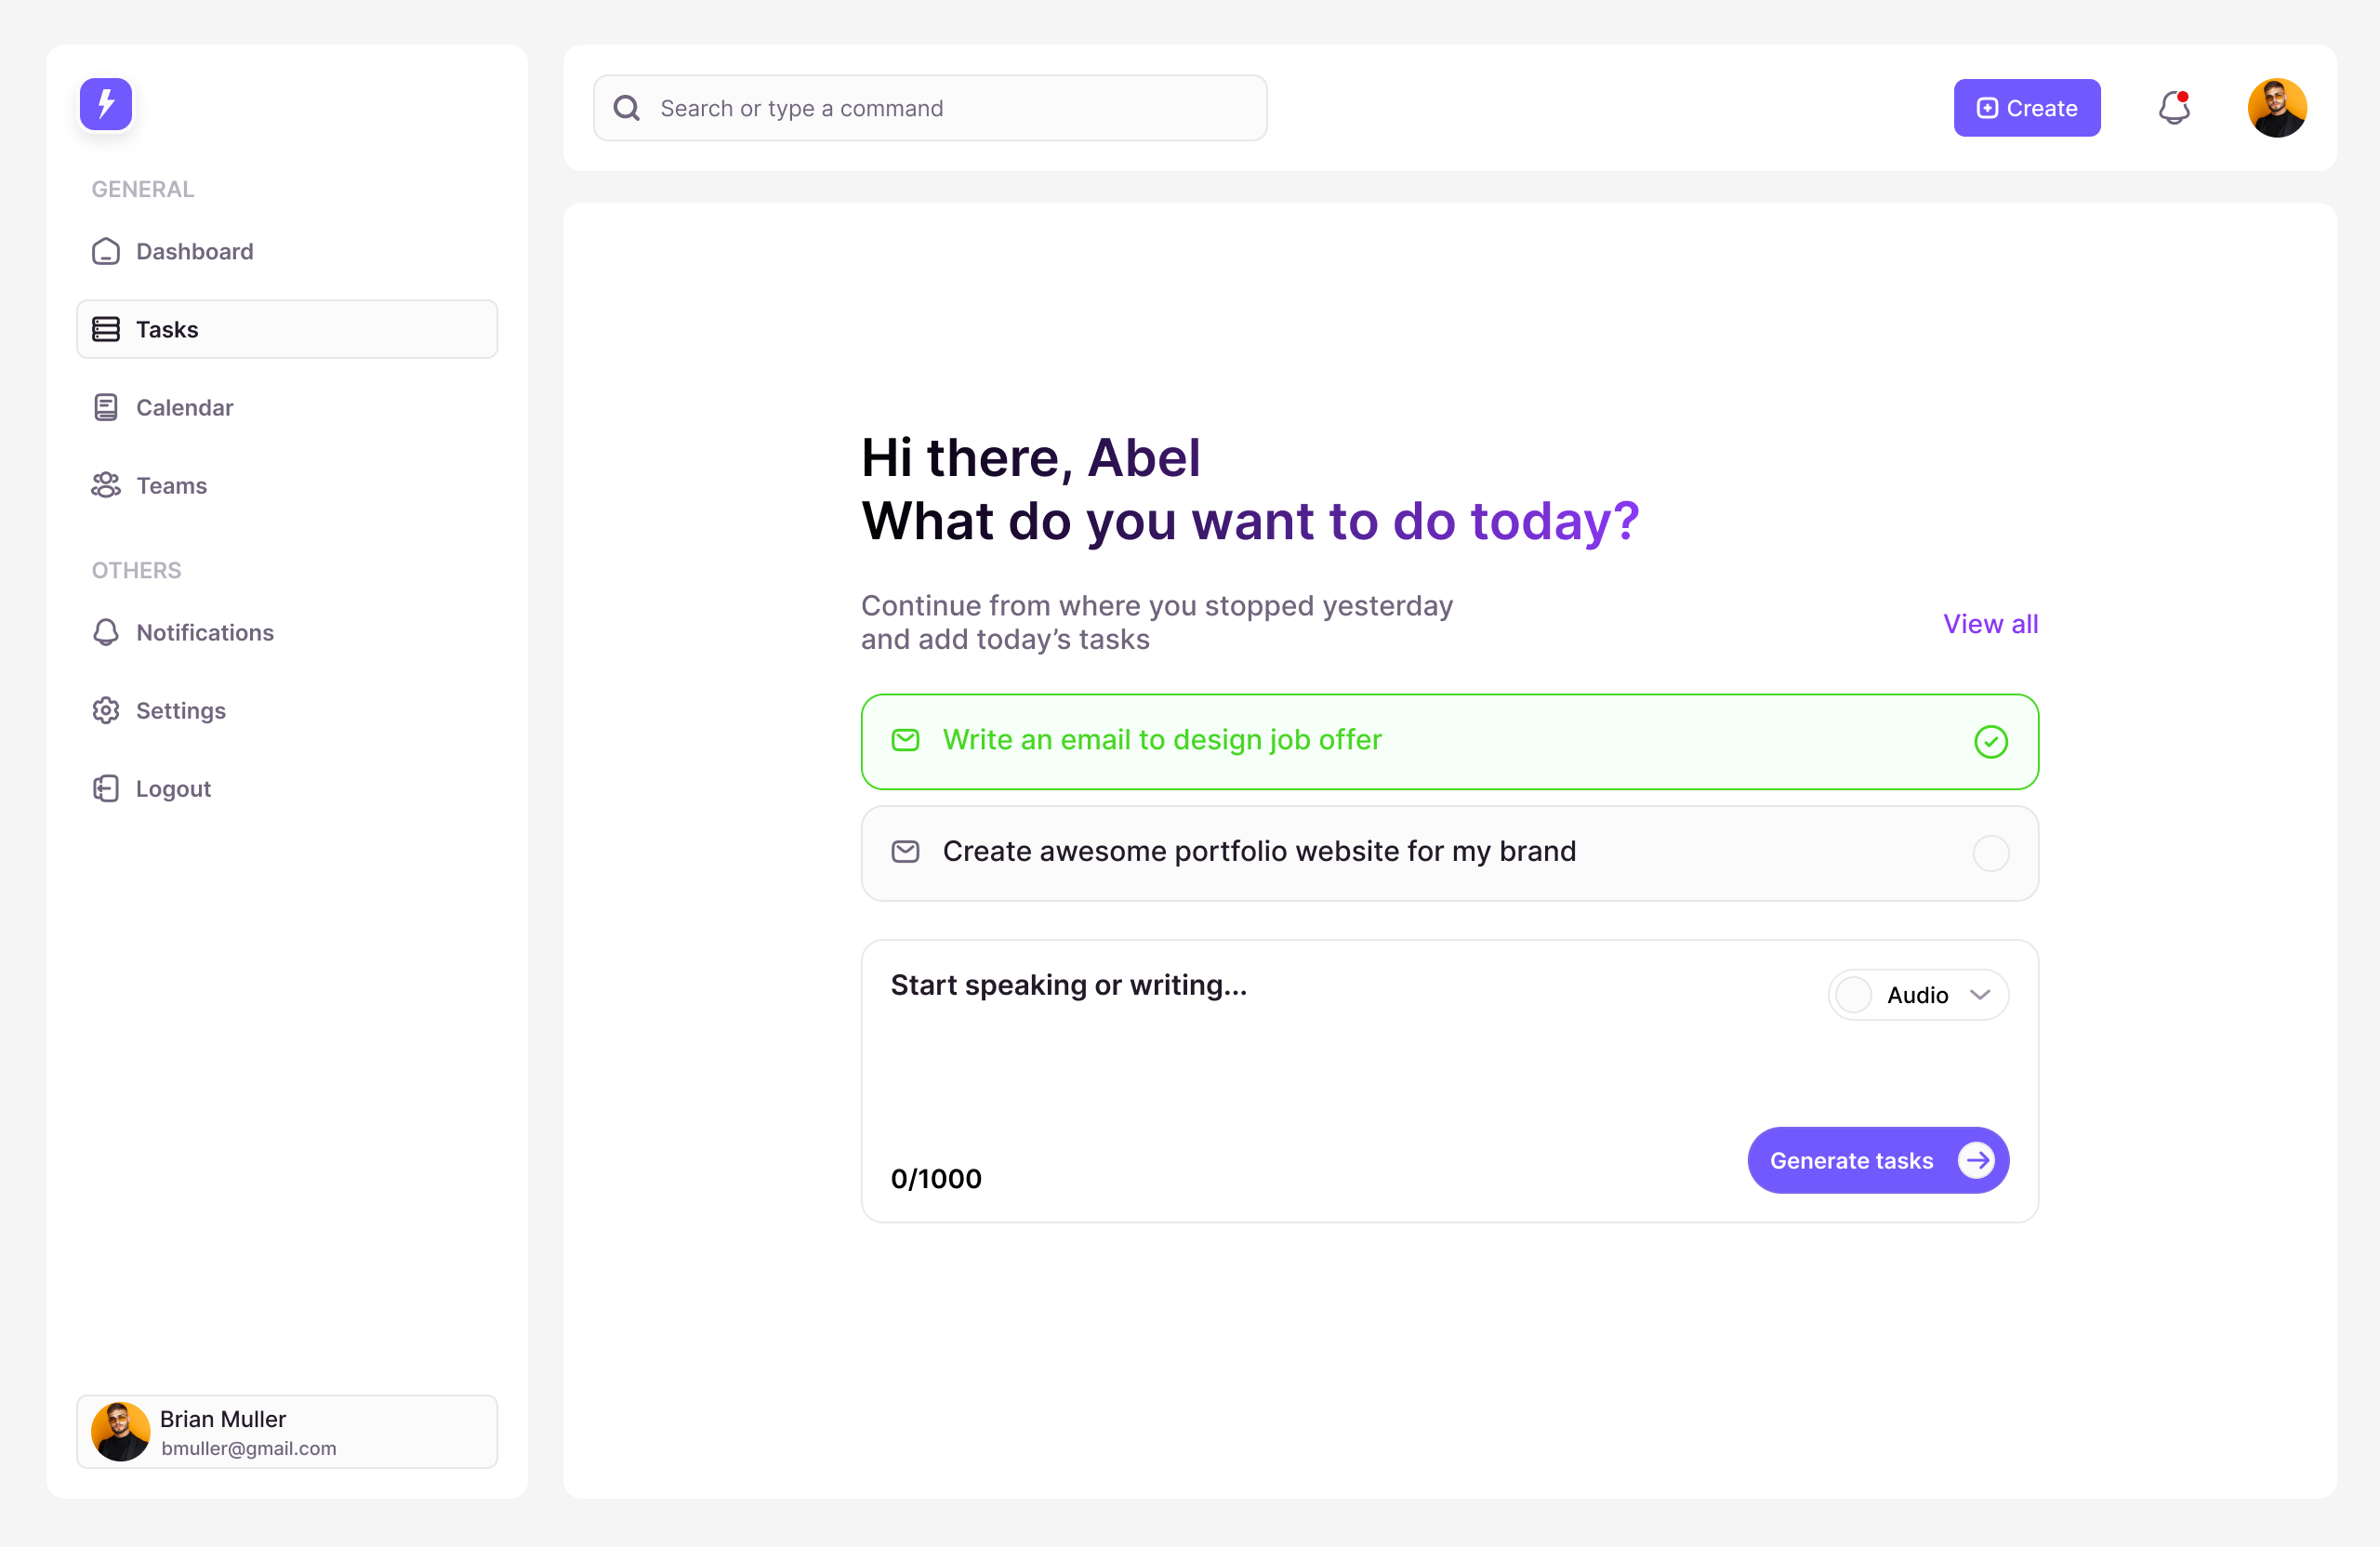 GENERAL
Dashboard
Tasks
Calendar
Teams
OTHERS
Notifications
Settings
Logout
Brian Muller
bmuller@gmail.com
Search or type a command
Create
Hi there, Abel
What do you want to do today?
Continue from where you stopped yesterday
and add today’s tasks
View all
Write an email to design job offer
Create awesome portfolio website for my brand
Start speaking or writing...
Audio
0/1000
Generate tasks